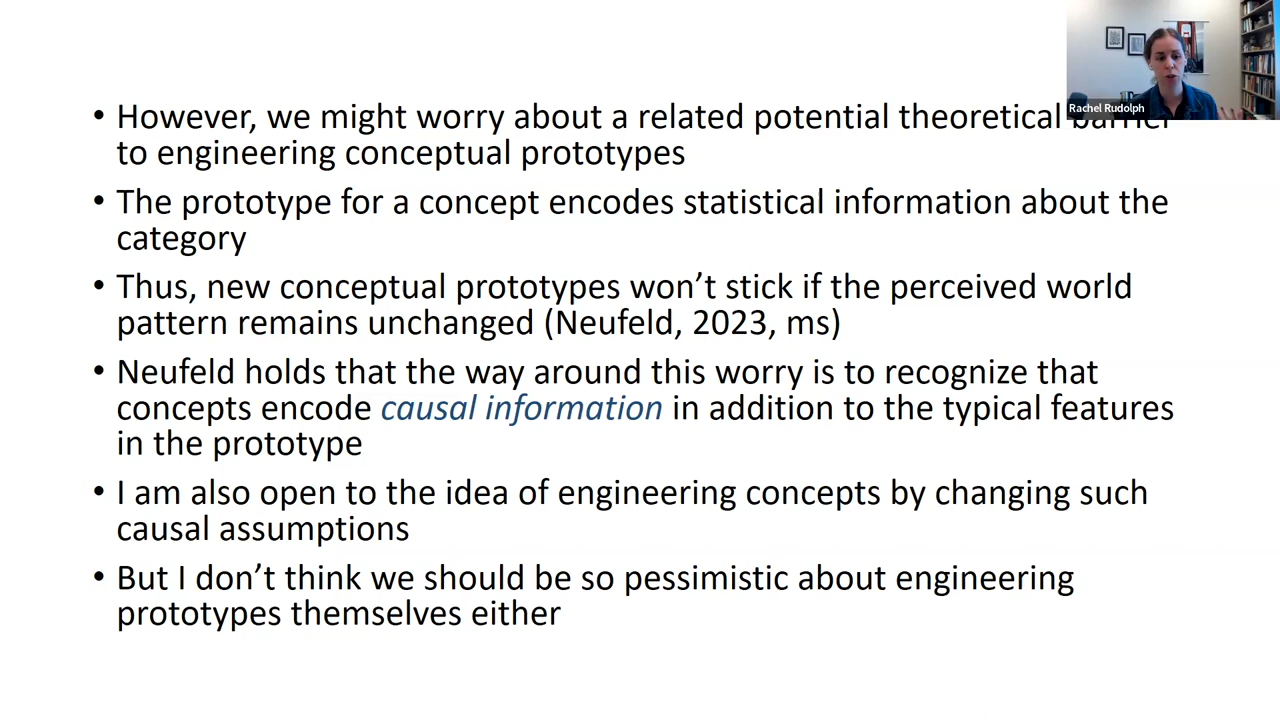 • However, we might worry about a related potential theoretical barrier
to engineering conceptual prototypes
• The prototype for a concept encodes statistical information about the
category
• Thus, new conceptual prototypes won’t stick if the perceived world
pattern remains unchanged (Neufeld, 2023, ms)
• Neufeld holds that the way around this worry is to recognize that
concepts encode causal information in addition to the typical features
in the prototype
• I am also open to the idea of engineering concepts by changing such
causal assumptions
• But I don’t think we should be so pessimistic about engineering
prototypes themselves either
Rachel Rudolph